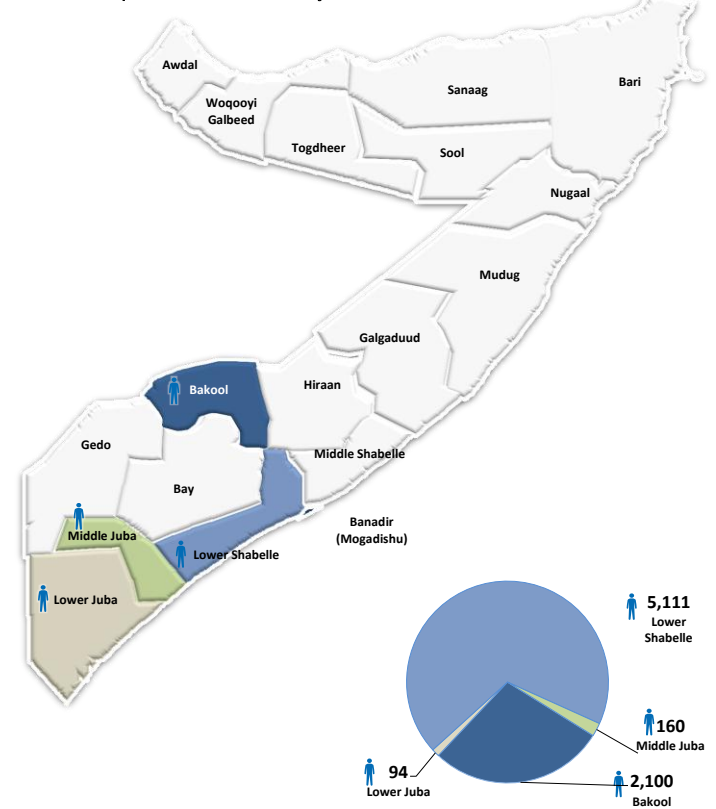 Awdal
Woqooyi
Galbeed
Togdheer
Sanaag
Bari
Sool
Nugaal
Mudug
Galgaduud
Hiraan
Bakool
Gedo
Middle Shabelle
Bay
Banadir
(Mogadishu)
Middle Juba
Lower Shabelle
Lower Juba
5,111
Lower
Shabelle
160
Middle Juba
94
Lower Juba
2,100
Bakool